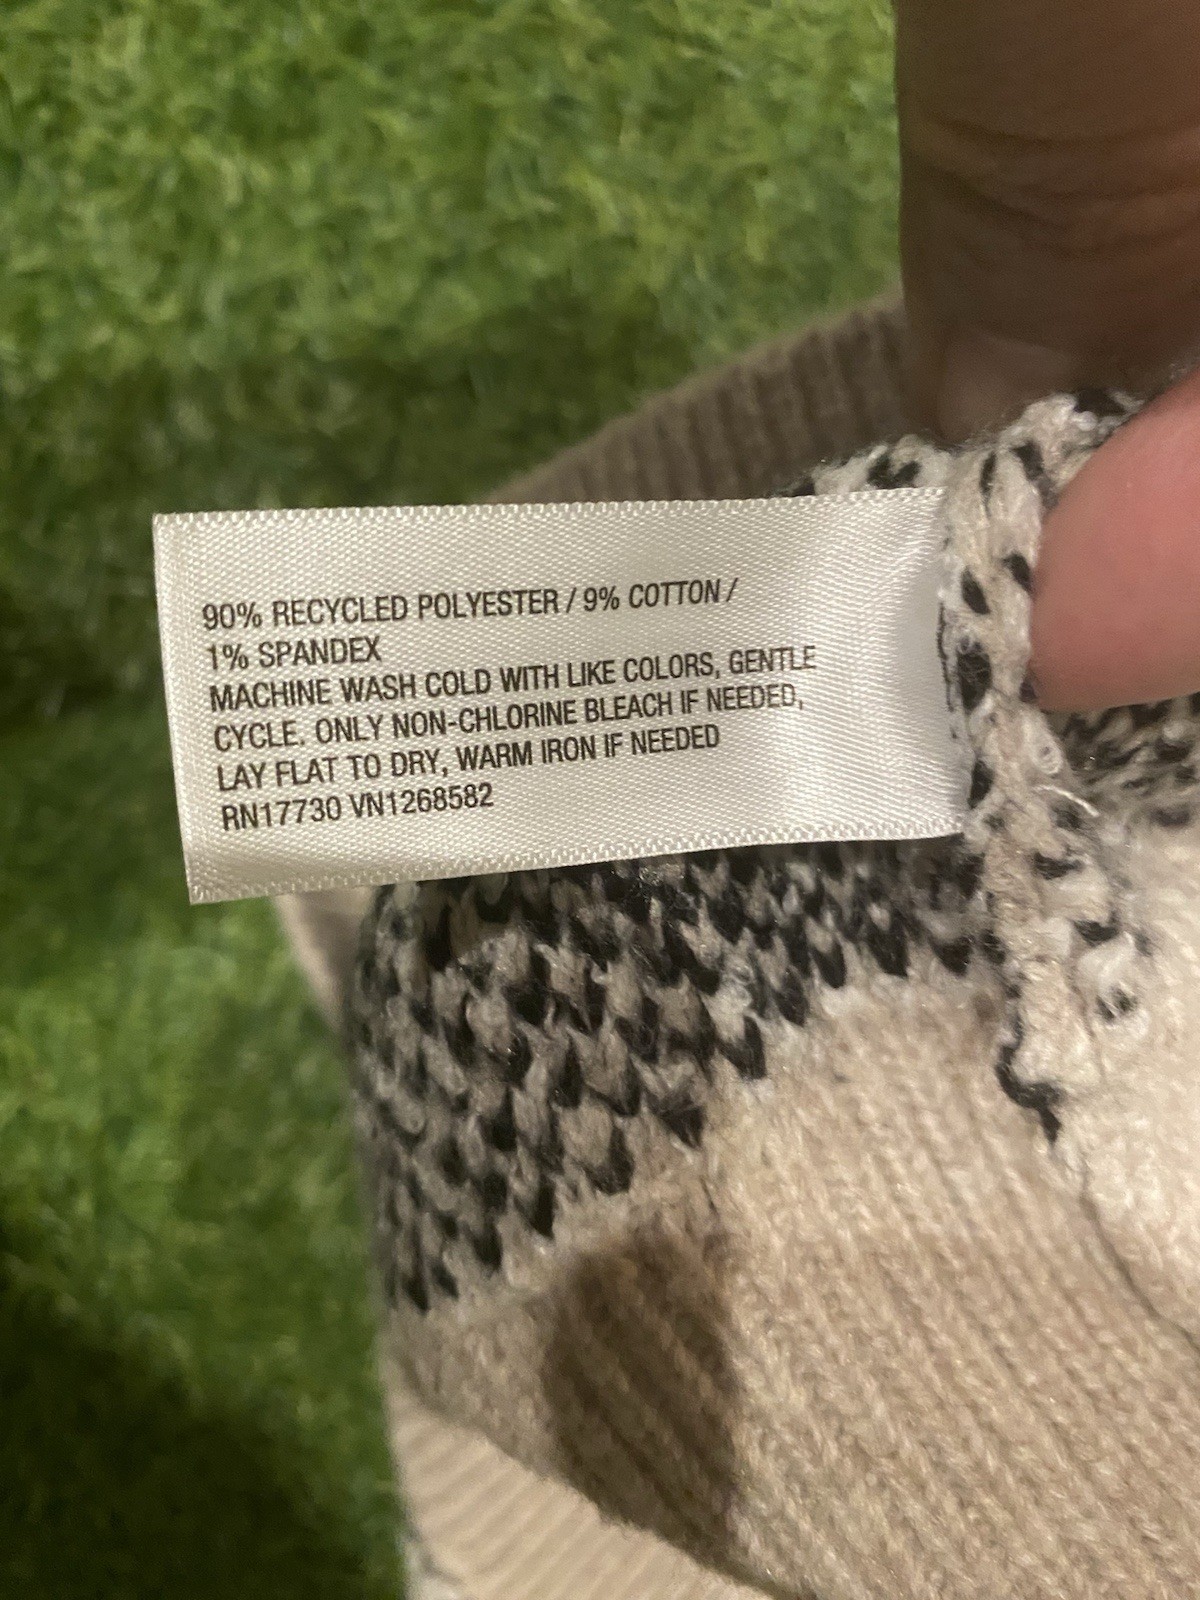 90% RECYCLED POLYESTER / 9% COTTON /
1% SPANDEX
MACHINE WASH COLD WITH LIKE COLORS, GENTLE
CYCLE. ONLY NON-CHLORINE BLEACH IF NEEDED,
LAY FLAT TO DRY, WARM IRON IF NEEDED
RN17730 VN1268582